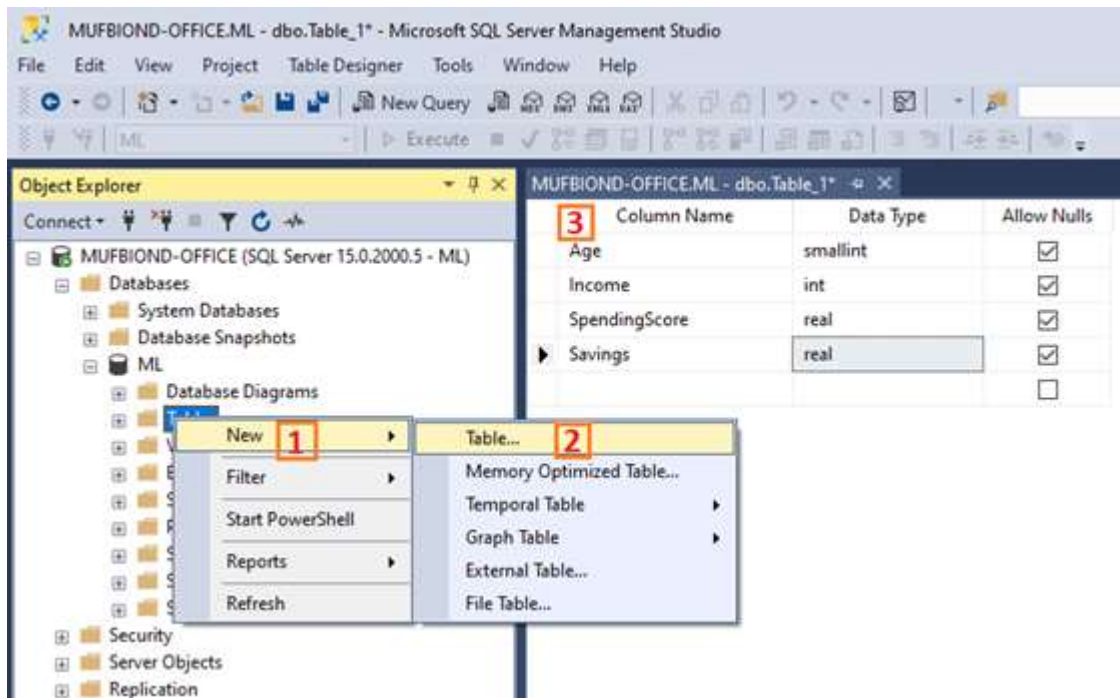 MUFBIOND-OFFICE.ML - dbo.Table_1* - Microsoft SQL Server Management Studio
File Edit View Project Table Designer Tools Window Help
New Query MDX DMX XMLA DAX
ML Execute
Object Explorer
Connect
MUFBIOND-OFFICE (SQL Server 15.0.2000.5 - ML)
Databases
System Databases
Database Snapshots
ML
Database Diagrams
New 1
Filter
Start PowerShell
Reports
Refresh
Table... 2
Memory Optimized Table...
Temporal Table
Graph Table
External Table...
File Table...
Security
Server Objects
Replication
MUFBIOND-OFFICE.ML - dbo.Table_1*
3 Column Name Data Type Allow Nulls
Age smallint
Income int
SpendingScore real
Savings real